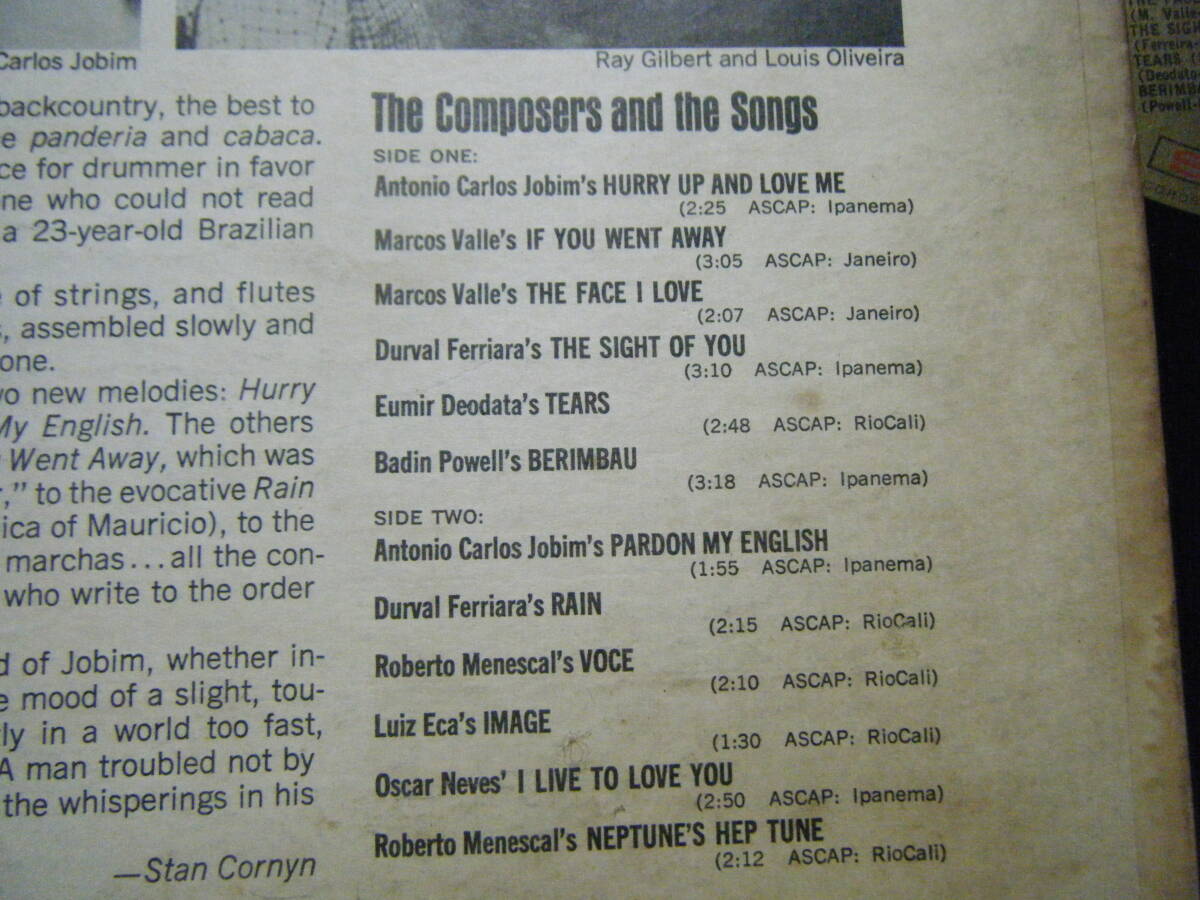 Carlos Jobim
Ray Gilbert and Louis Oliveira
backcountry, the best to
panderia and cabaca.
ce for drummer in favor
ne who could not read
a 23-year-old Brazilian
of strings, and flutes
, assembled slowly and
one.
wo new melodies: Hurry
My English. The others
Went Away, which was
," to the evocative Rain
ica of Mauricio), to the
marchas...all the con-
who write to the order
d of Jobim, whether in-
e mood of a slight, tou-
ly in a world too fast,
A man troubled not by
the whisperings in his
—Stan Cornyn
The Composers and the Songs
SIDE ONE:
Antonio Carlos Jobim's HURRY UP AND LOVE ME
(2:25 ASCAP: Ipanema)
Marcos Valle's IF YOU WENT AWAY
(3:05 ASCAP: Janeiro)
Marcos Valle's THE FACE I LOVE
(2:07 ASCAP: Janeiro)
Durval Ferriara's THE SIGHT OF YOU
(3:10 ASCAP: Ipanema)
Eumir Deodata's TEARS
(2:48 ASCAP: RioCali)
Badin Powell's BERIMBAU
(3:18 ASCAP: Ipanema)
SIDE TWO:
Antonio Carlos Jobim's PARDON MY ENGLISH
(1:55 ASCAP: Ipanema)
Durval Ferriara's RAIN
(2:15 ASCAP: RioCali)
Roberto Menescal's VOCE
(2:10 ASCAP: RioCali)
Luiz Eca's IMAGE
(1:30 ASCAP: RioCali)
Oscar Neves' I LIVE TO LOVE YOU
(2:50 ASCAP: Ipanema)
Roberto Menescal's NEPTUNE'S HEP TUNE
(2:12 ASCAP: RioCali)
(M. Valle
THE SIGH
(Ferreira
TEARS
(Deodato
BERIMBA
(Powell